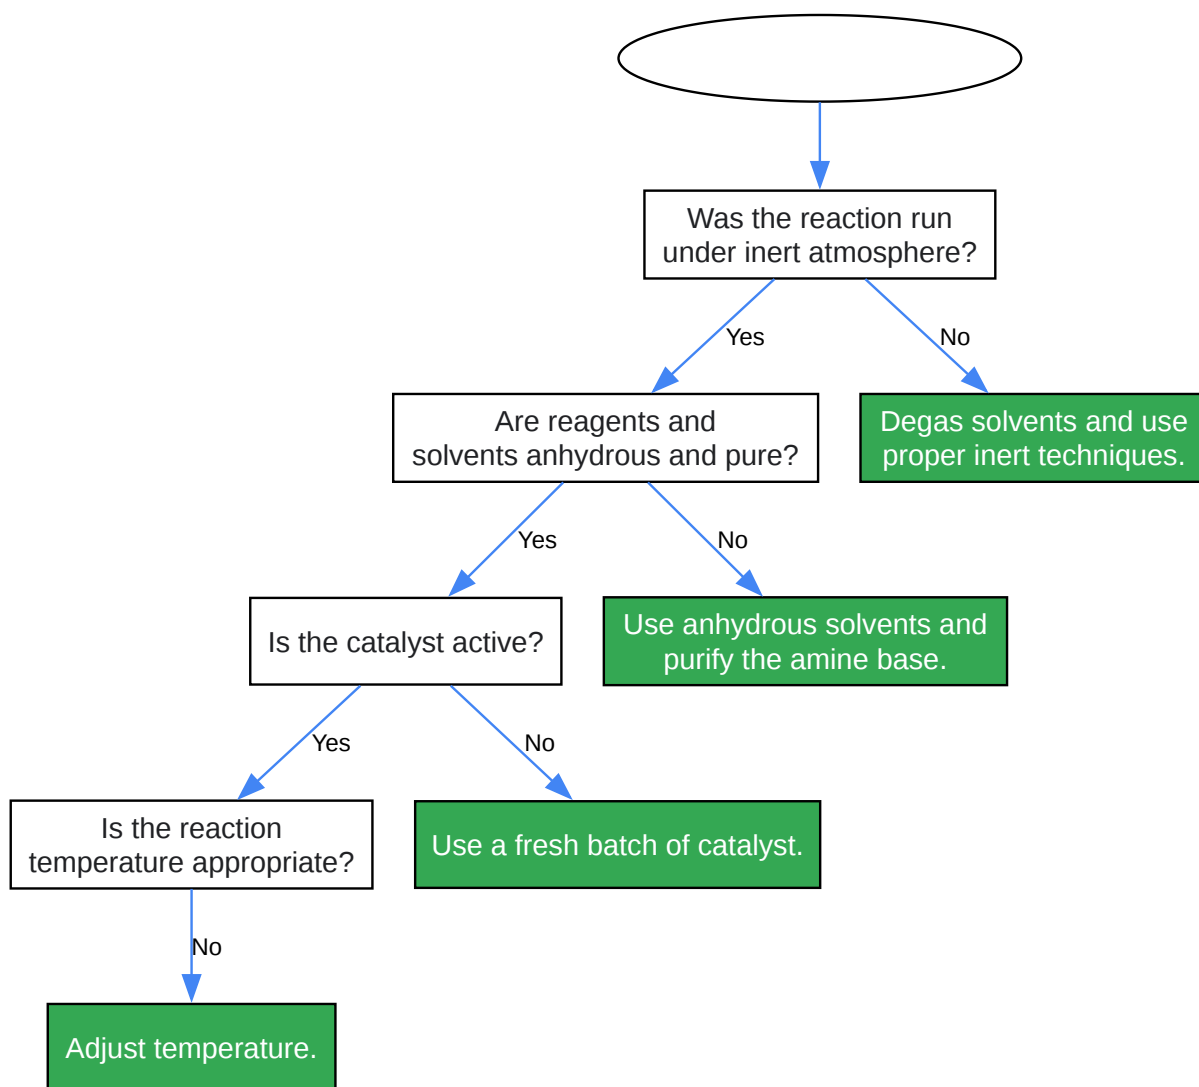 Was the reaction run
under inert atmosphere?
Yes
No
Are reagents and
solvents anhydrous and pure?
Degas solvents and use
proper inert techniques.
Yes
No
Is the catalyst active?
Use anhydrous solvents and
purify the amine base.
Yes
No
Is the reaction
temperature appropriate?
Use a fresh batch of catalyst.
No
Adjust temperature.